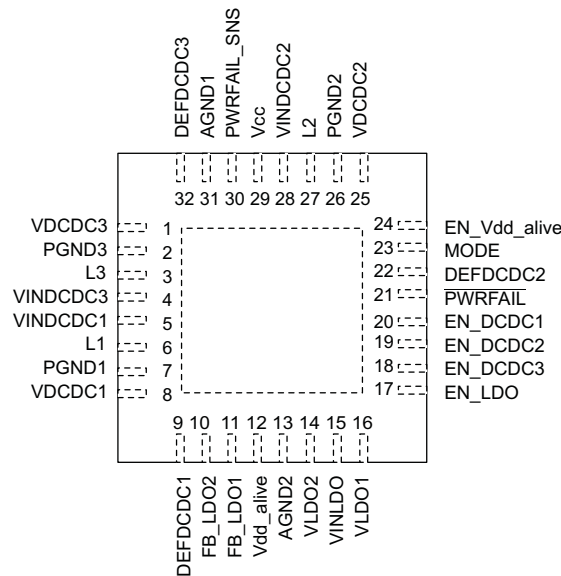 DEFDCDC3
AGND1
PWRFAIL_SNS
Vcc
VINDCDC2
L2
PGND2
VDCDC2
32 31 30 29 28 27 26 25
VDCDC3 1
PGND3 2
L3 3
VINDCDC3 4
VINDCDC1 5
L1 6
PGND1 7
VDCDC1 8
24 EN_Vdd_alive
23 MODE
22 DEFDCDC2
21 PWRFAIL
20 EN_DCDC1
19 EN_DCDC2
18 EN_DCDC3
17 EN_LDO
9 10 11 12 13 14 15 16
DEFDCDC1
FB_LDO2
FB_LDO1
Vdd_alive
AGND2
VLDO2
VINLDO
VLDO1